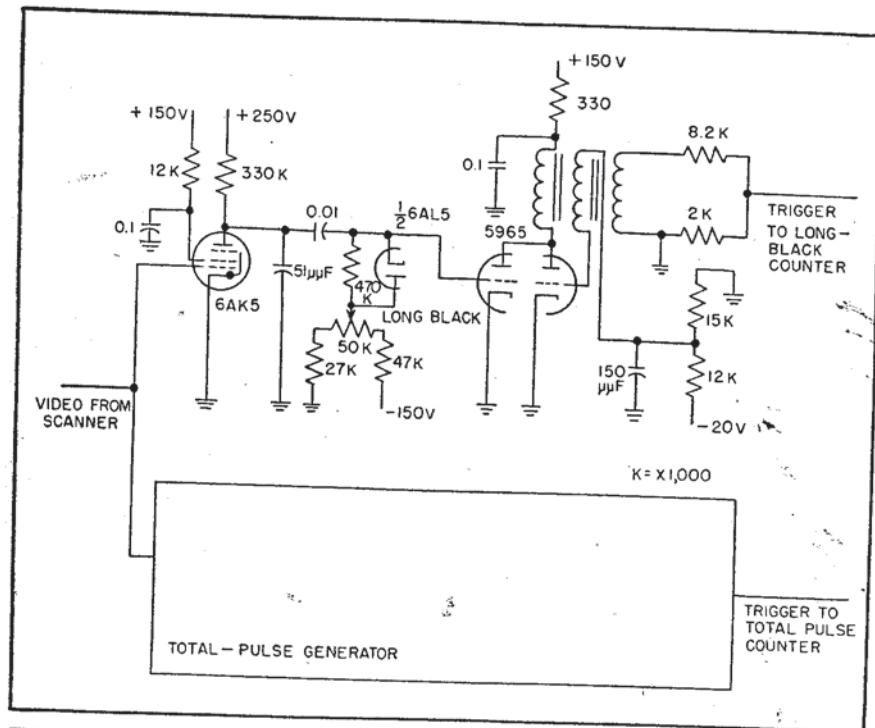 +150V
330
+150V
+250V
12K
330K
0.1
8.2K
0.01
½6AL5
0.1
5965
2K
TRIGGER
TO LONG-
BLACK
COUNTER
6AK5
51μμF
470
K
LONG BLACK
50K
27K
47K
-150V
15K
150
μμF
12K
-20V
VIDEO FROM
SCANNER
K= X1,000
TRIGGER TO
TOTAL PULSE
COUNTER
TOTAL-PULSE GENERATOR